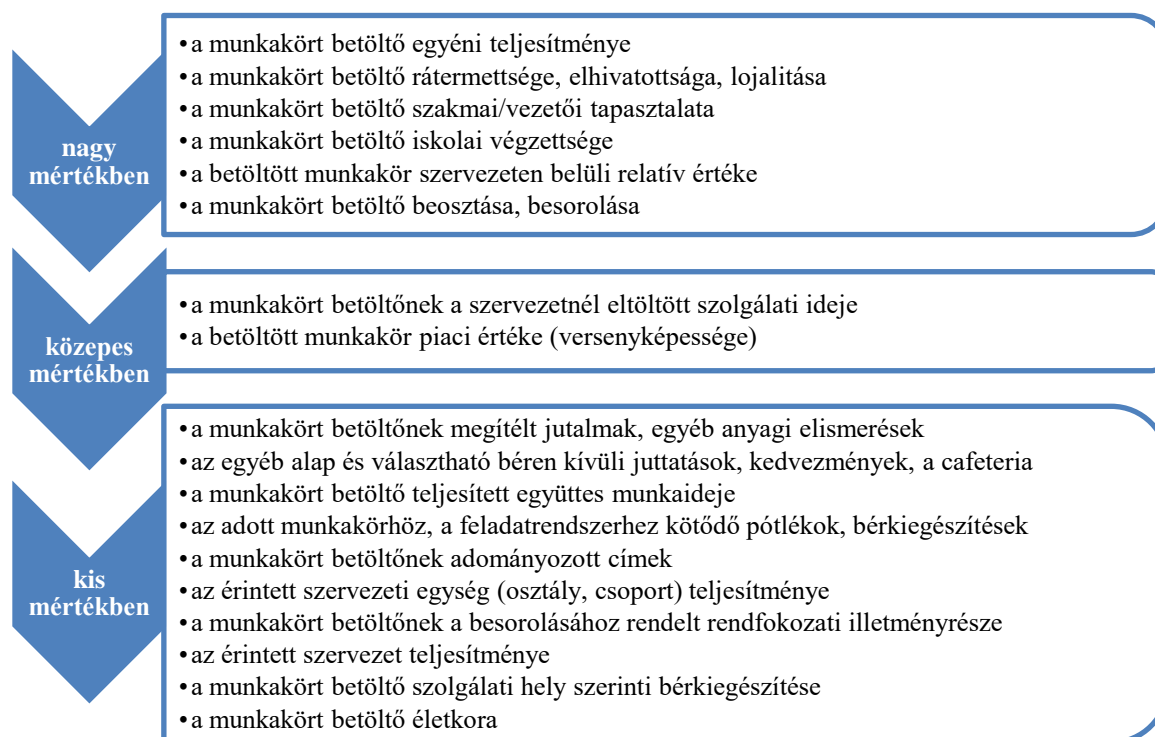 nagy
mértékben
•a munkakört betöltő egyéni teljesítménye
•a munkakört betöltő rátermettsége, elhivatottsága, lojalitása
•a munkakört betöltő szakmai/vezetői tapasztalata
•a munkakört betöltő iskolai végzettsége
•a betöltött munkakör szervezeten belüli relatív értéke
•a munkakört betöltő beosztása, besorolása
közepes
mértékben
•a munkakört betöltőnek a szervezetnél eltöltött szolgálati ideje
•a betöltött munkakör piaci értéke (versenyképessége)
kis
mértékben
•a munkakört betöltőnek megítélt jutalmak, egyéb anyagi elismerések
•az egyéb alap és választható béren kívüli juttatások, kedvezmények, a cafeteria
•a munkakört betöltő teljesített együttes munkaideje
•az adott munkakörhöz, a feladatrendszerhez kötődő pótlékok, bérkiegészítések
•a munkakört betöltőnek adományozott címek
•az érintett szervezeti egység (osztály, csoport) teljesítménye
•a munkakört betöltőnek a besorolásához rendelt rendfokozati illetményrésze
•az érintett szervezet teljesítménye
•a munkakört betöltő szolgálati hely szerinti bérkiegészítése
•a munkakört betöltő életkora